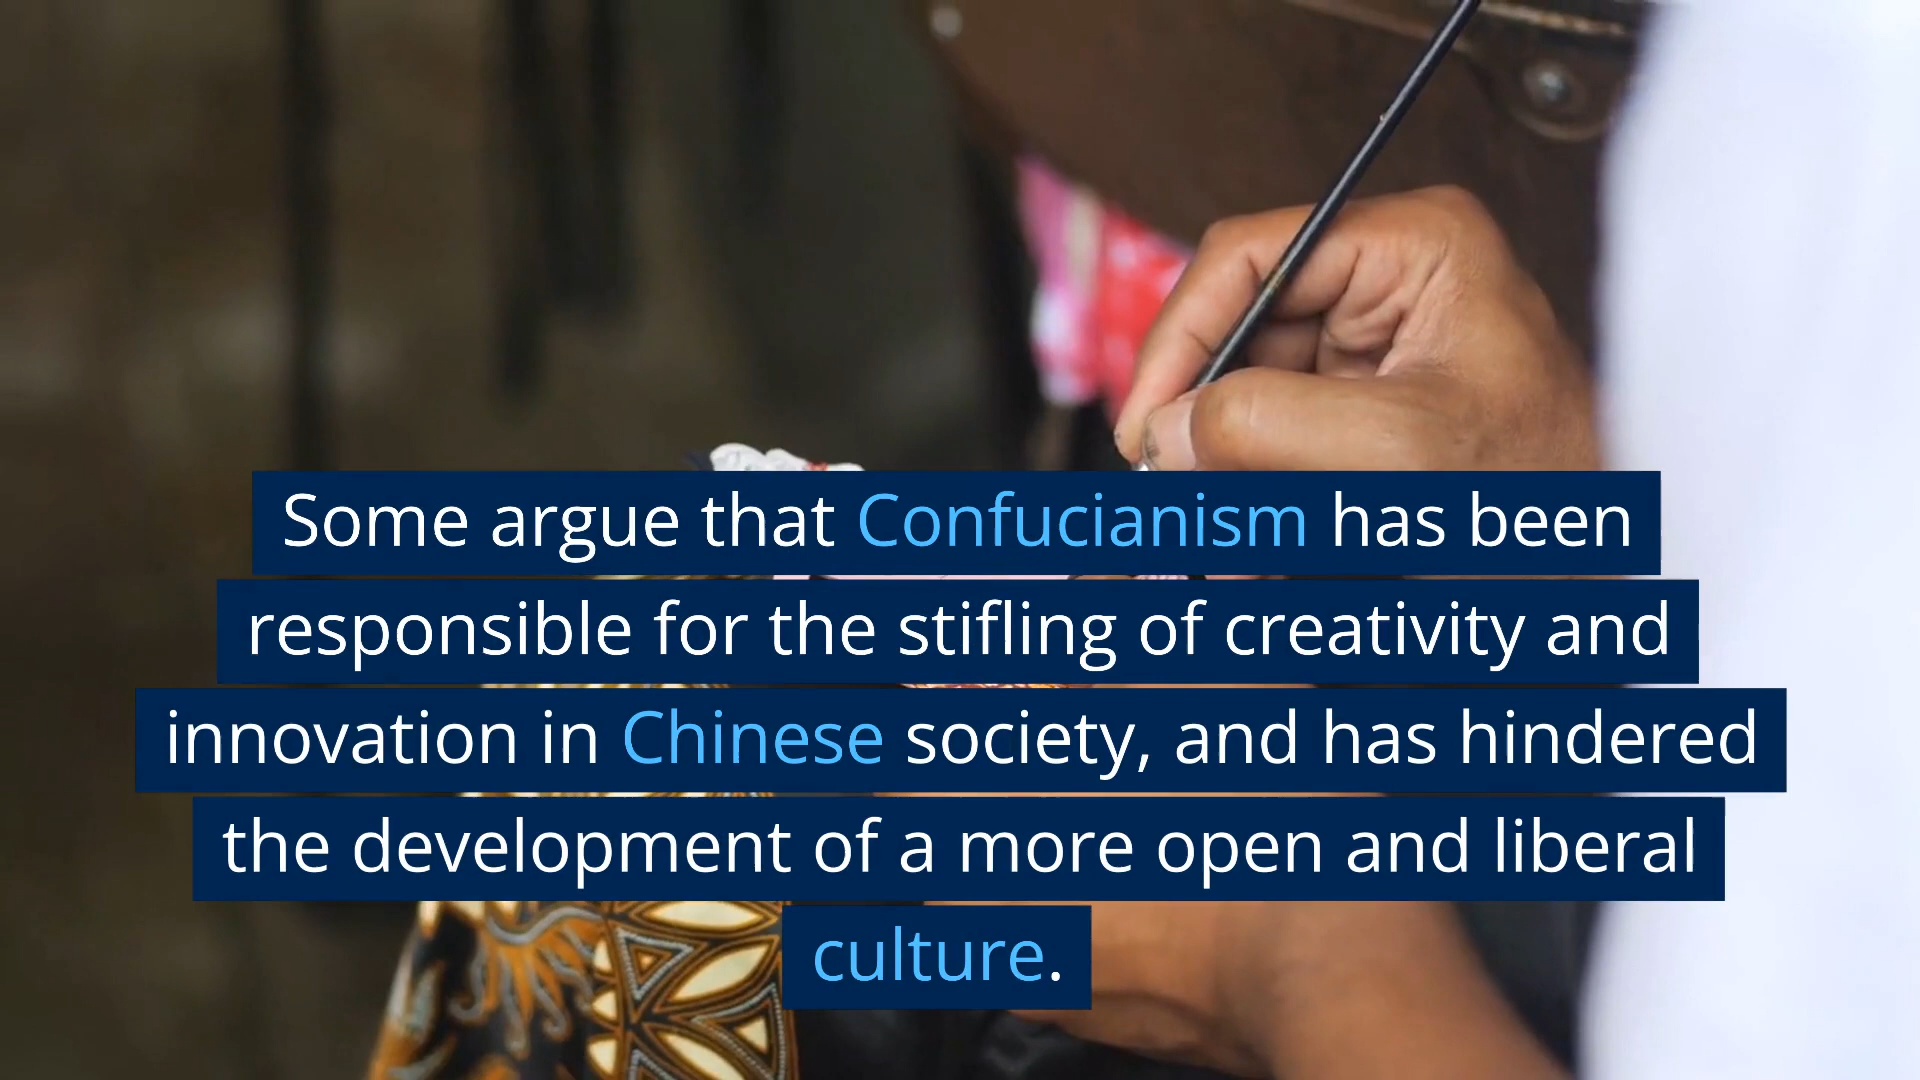 Some argue that Confucianism has been
responsible for the stifling of creativity and
innovation in Chinese society, and has hindered
the development of a more open and liberal
culture.